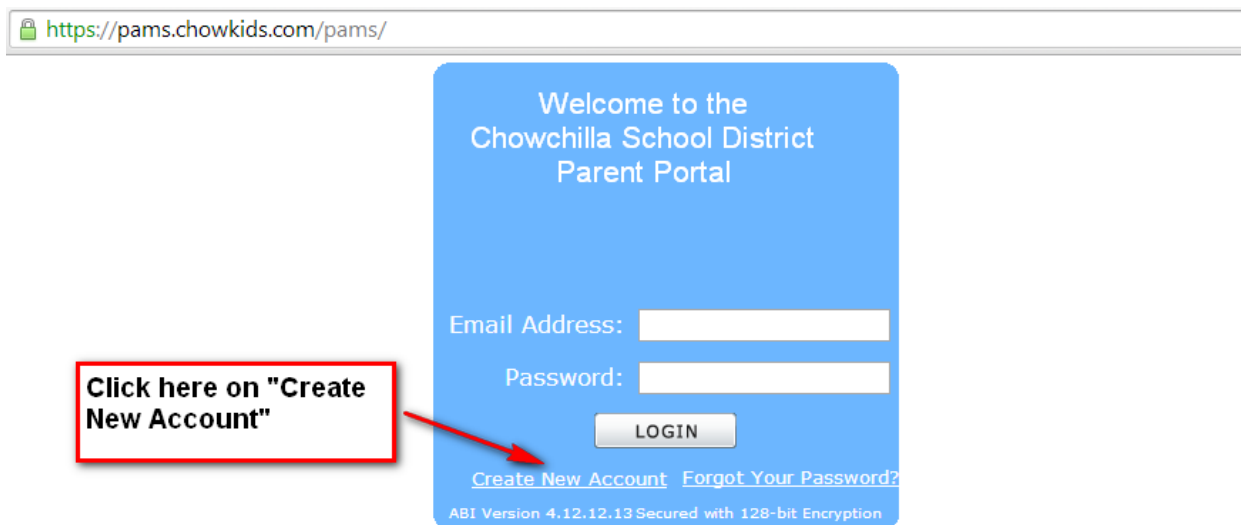 https://pams.chowkids.com/pams/
Welcome to the
Chowchilla School District
Parent Portal
Email Address:
Password:
Click here on "Create
New Account"
LOGIN
Create New Account Forgot Your Password?
ABI Version 4.12.12.13 Secured with 128-bit Encryption